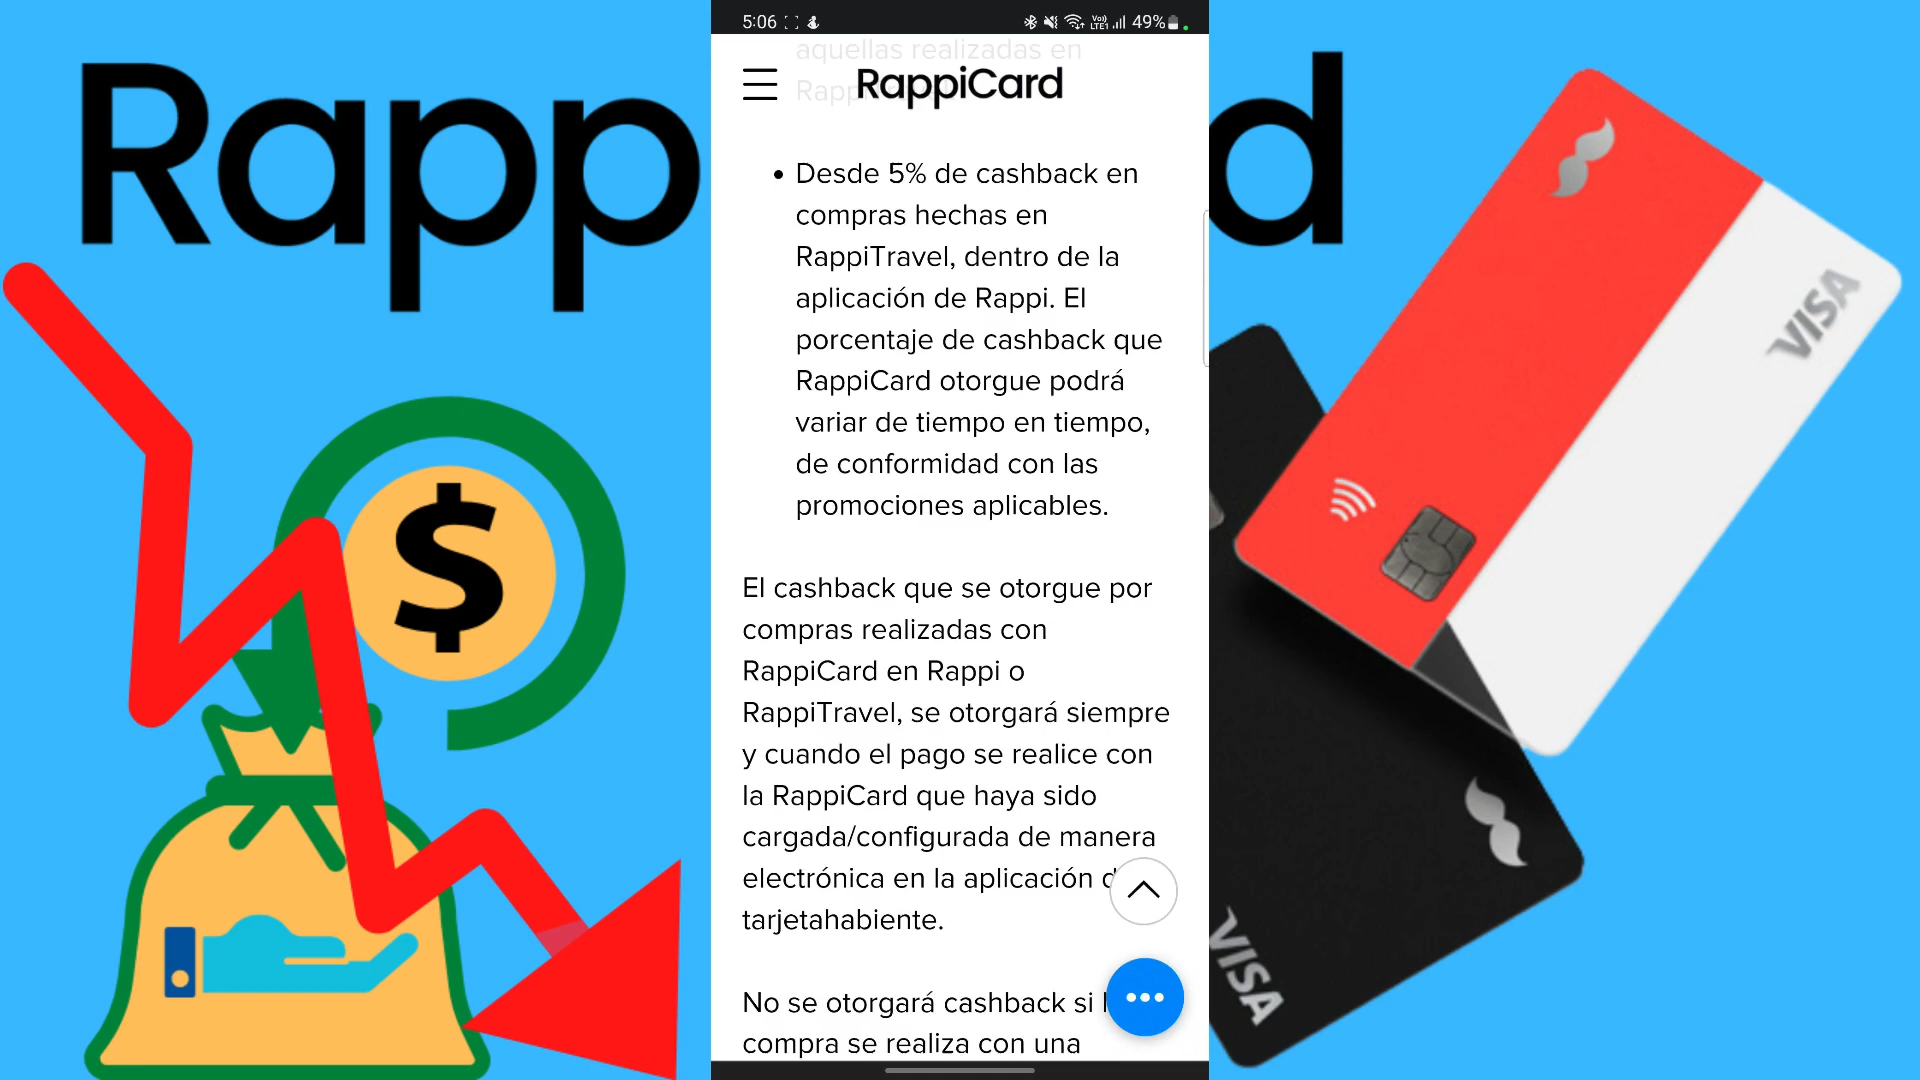 Rapp
d
5:06
Vo))
LTE1
49%
aquellas realizadas en
RappiCard
• Desde 5% de cashback en
compras hechas en
RappiTravel, dentro de la
aplicación de Rappi. El
porcentaje de cashback que
RappiCard otorgue podrá
variar de tiempo en tiempo,
de conformidad con las
promociones aplicables.
El cashback que se otorgue por
compras realizadas con
RappiCard en Rappi o
RappiTravel, se otorgará siempre
y cuando el pago se realice con
la RappiCard que haya sido
cargada/configurada de manera
electrónica en la aplicación
tarjetahabiente.
No se otorgará cashback si
compra se realiza con una
$
VISA
VISA